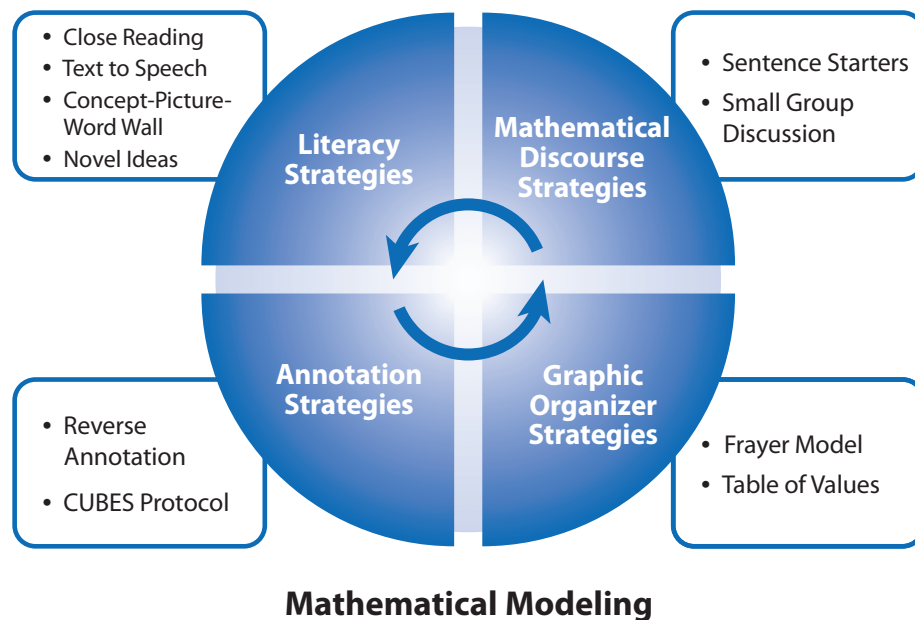 • Close Reading
• Text to Speech
• Concept-Picture-
Word Wall
• Novel Ideas
Literacy
Strategies
Mathematical
Discourse
Strategies
• Sentence Starters
• Small Group
Discussion
• Reverse
Annotation
• CUBES Protocol
Annotation
Strategies
Graphic
Organizer
Strategies
• Frayer Model
• Table of Values
Mathematical Modeling